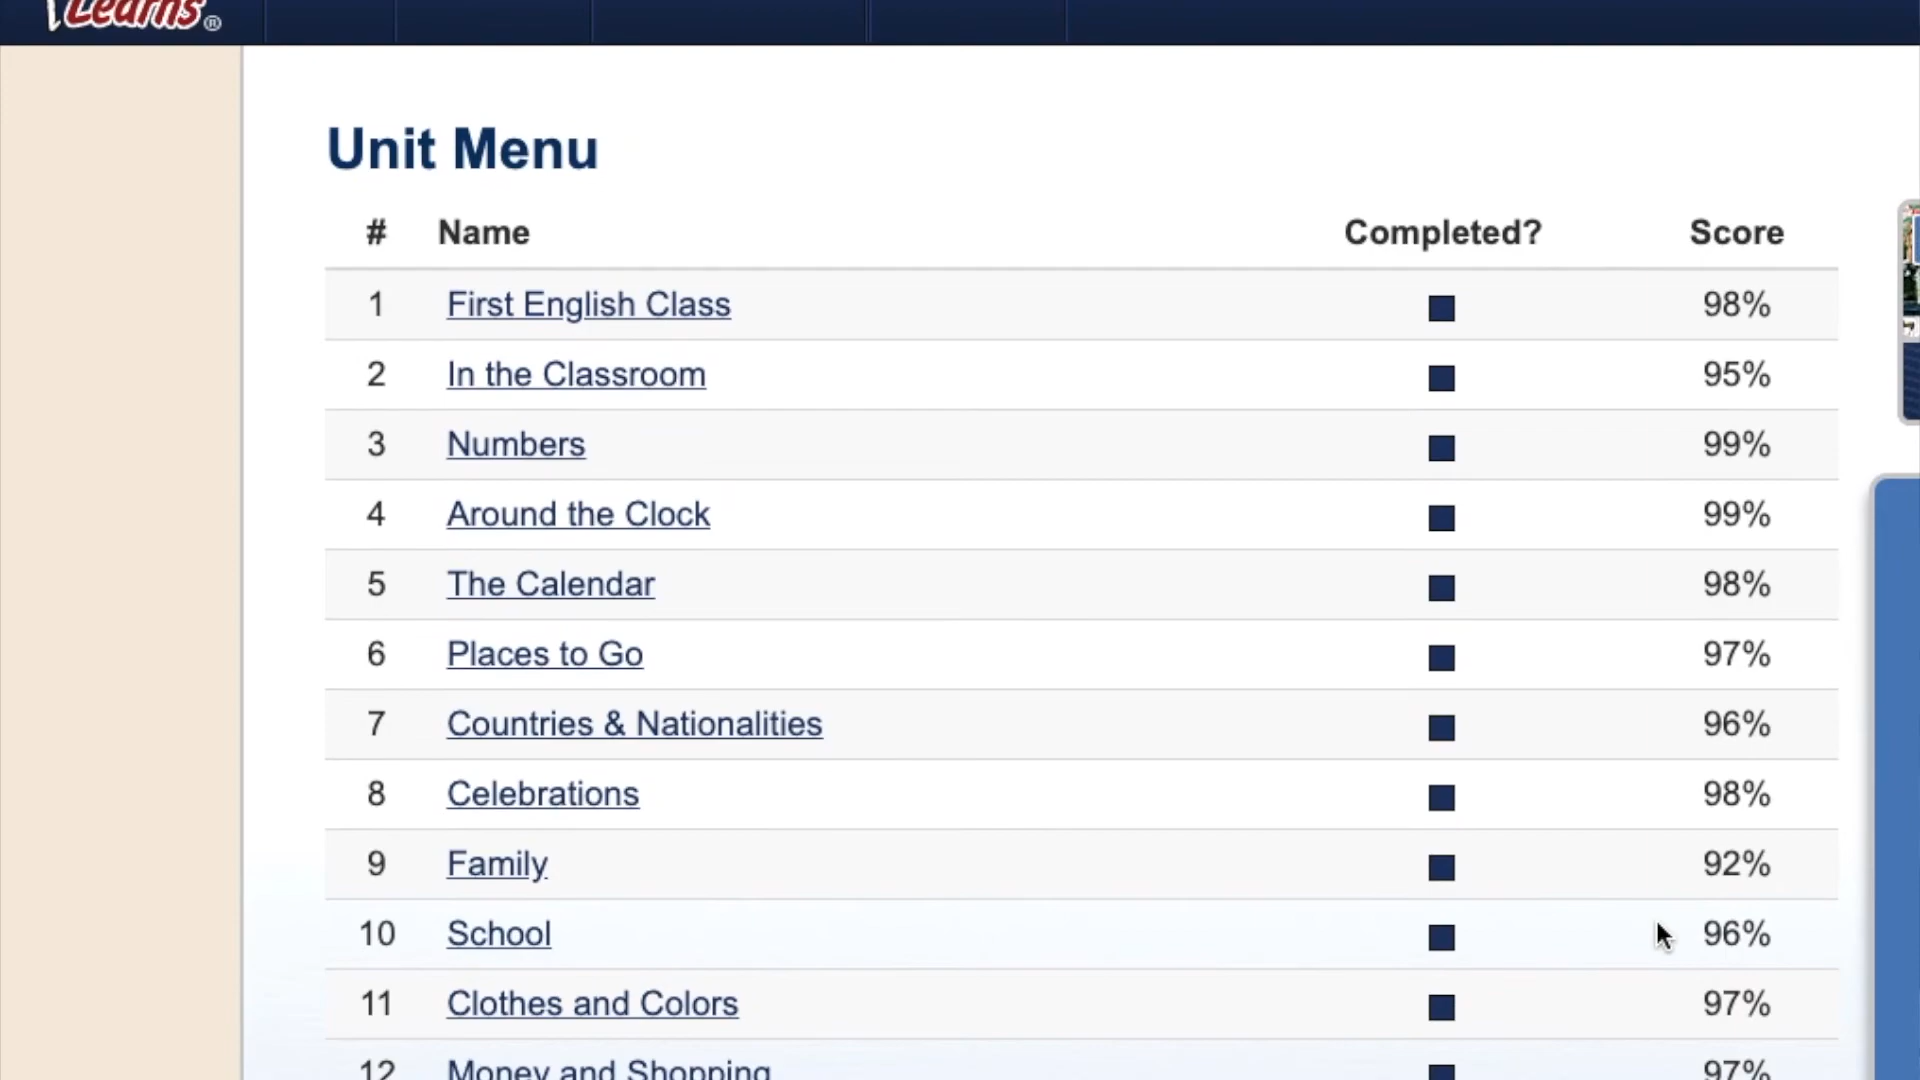 Learns®
Unit Menu
# Name Completed? Score
1 First English Class 98%
2 In the Classroom 95%
3 Numbers 99%
4 Around the Clock 99%
5 The Calendar 98%
6 Places to Go 97%
7 Countries & Nationalities 96%
8 Celebrations 98%
9 Family 92%
10 School 96%
11 Clothes and Colors 97%
12 Money and Shopping 97%